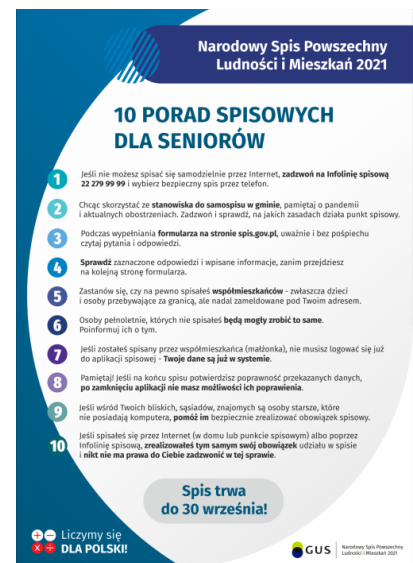 Narodowy Spis Powszechny
Ludności i Mieszkań 2021
10 PORAD SPISOWYCH
DLA SENIORÓW
1
Jeśli nie możesz spisać się samodzielnie przez Internet, zadzwoń na Infolinię spisową
22 279 99 99 i wybierz bezpieczny spis przez telefon.
2
Chcąc skorzystać ze stanowiska do samospisu w gminie, pamiętaj o pandemii
i aktualnych obostrzeniach. Zadzwoń i sprawdź, na jakich zasadach działa punkt spisowy.
3
Podczas wypełniania formularza na stronie spis.gov.pl, uważnie i bez pośpiechu
czytaj pytania i odpowiedzi.
4
Sprawdź zaznaczone odpowiedzi i wpisane informacje, zanim przejdziesz
na kolejną stronę formularza.
5
Zastanów się, czy na pewno spisałeś współmieszkańców - zwłaszcza dzieci
i osoby przebywające za granicą, ale nadal zameldowane pod Twoim adresem.
6
Osoby pełnoletnie, których nie spisałeś będą mogły zrobić to same.
Poinformuj ich o tym.
7
Jeśli zostałeś spisany przez współmieszkańca (małżonka), nie musisz logować się już
do aplikacji spisowej - Twoje dane są już w systemie.
8
Pamiętaj! Jeśli na końcu spisu potwierdzisz poprawność przekazanych danych,
po zamknięciu aplikacji nie masz możliwości ich poprawienia.
9
Jeśli wśród Twoich bliskich, sąsiadów, znajomych są osoby starsze, które
nie posiadają komputera, pomóż im bezpiecznie zrealizować obowiązek spisowy.
10
Jeśli spisałeś się przez Internet (w domu lub punkcie spisowym) albo poprzez
Infolinię spisową, zrealizowałeś tym samym swój obowiązek udziału w spisie
i nikt nie ma prawa do Ciebie zadzwonić w tej sprawie.
Spis trwa
do 30 września!
Liczymy się
DLA POLSKI!
GUS
Narodowy Spis Powszechny
Ludności i Mieszkań 2021